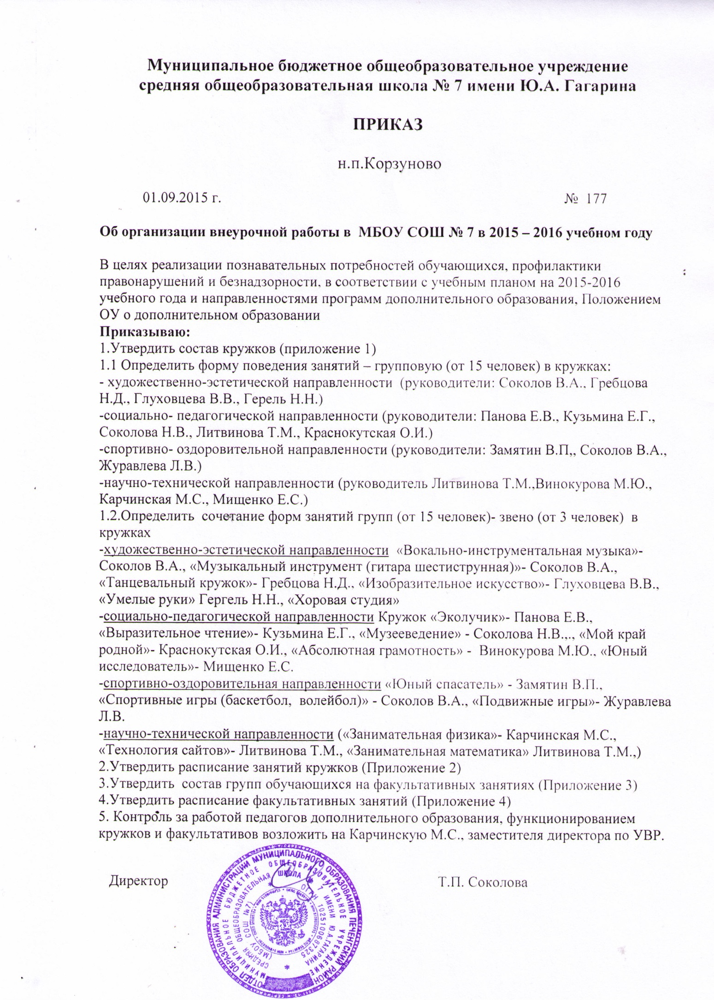 Муниципальное бюджетное общеобразовательное учреждение
средняя общеобразовательная школа № 7 имени Ю.А. Гагарина
ПРИКАЗ
н.п.Корзуново
01.09.2015 г. № 177
Об организации внеурочной работы в МБОУ СОШ № 7 в 2015 – 2016 учебном году
В целях реализации познавательных потребностей обучающихся, профилактики
правонарушений и безнадзорности, в соответствии с учебным планом на 2015-2016
учебного года и направленностями программ дополнительного образования, Положением
ОУ о дополнительном образовании
Приказываю:
1.Утвердить состав кружков (приложение 1)
1.1 Определить форму поведения занятий – групповую (от 15 человек) в кружках:
- художественно-эстетической направленности (руководители: Соколов В.А., Гребцова
Н.Д., Глуховцева В.В., Герель Н.Н.)
-социально- педагогической направленности (руководители: Панова Е.В., Кузьмина Е.Г.,
Соколова Н.В., Литвинова Т.М., Краснокутская О.И.)
-спортивно- оздоровительной направленности (руководители: Замятин В.П,, Соколов В.А.,
Журавлева Л.В.)
-научно-технической направленности (руководитель Литвинова Т.М.,Винокурова М.Ю.,
Карчинская М.С., Мищенко Е.С.)
1.2.Определить сочетание форм занятий групп (от 15 человек)- звено (от 3 человек) в
кружках
-художественно-эстетической направленности «Вокально-инструментальная музыка»-
Соколов В.А., «Музыкальный инструмент (гитара шестиструнная)»- Соколов В.А.,
«Танцевальный кружок»- Гребцова Н.Д., «Изобразительное искусство»- Глуховцева В.В.,
«Умелые руки» Гергель Н.Н., «Хоровая студия»
-социально-педагогической направленности Кружок «Эколучик»- Панова Е.В.,
«Выразительное чтение»- Кузьмина Е.Г., «Музееведение» - Соколова Н.В.,., «Мой край
родной»- Краснокутская О.И., «Абсолютная грамотность» - Винокурова М.Ю., «Юный
исследователь»- Мищенко Е.С.
-спортивно-оздоровительная направленности «Юный спасатель» - Замятин В.П.,
«Спортивные игры (баскетбол, волейбол)» - Соколов В.А., «Подвижные игры»- Журавлева
Л.В.
-научно-технической направленности («Занимательная физика»- Карчинская М.С.,
«Технология сайтов»- Литвинова Т.М., «Занимательная математика» Литвинова Т.М.,)
2.Утвердить расписание занятий кружков (Приложение 2)
3.Утвердить состав групп обучающихся на факультативных занятиях (Приложение 3)
4.Утвердить расписание факультативных занятий (Приложение 4)
5. Контроль за работой педагогов дополнительного образования, функционированием
кружков и факультативов возложить на Карчинскую М.С., заместителя директора по УВР.
Директор Т.П. Соколова
ОТДЕЛ ОБРАЗОВАНИЯ АДМИНИСТРАЦИИ МУНИЦИПАЛЬНОГО ОБРАЗОВАНИЯ ПЕЧЕНГСКИЙ РАЙОН
МУНИЦИПАЛЬНОЕ БЮДЖЕТНОЕ ОБЩЕОБРАЗОВАТЕЛЬНОЕ УЧРЕЖДЕНИЕ
СРЕДНЯЯ ОБЩЕОБРАЗОВАТЕЛЬНАЯ ШКОЛА № 7 ИМЕНИ Ю.А.ГАГАРИНА
(МБОУ СОШ №7) * ОГРН 1025100687325 *